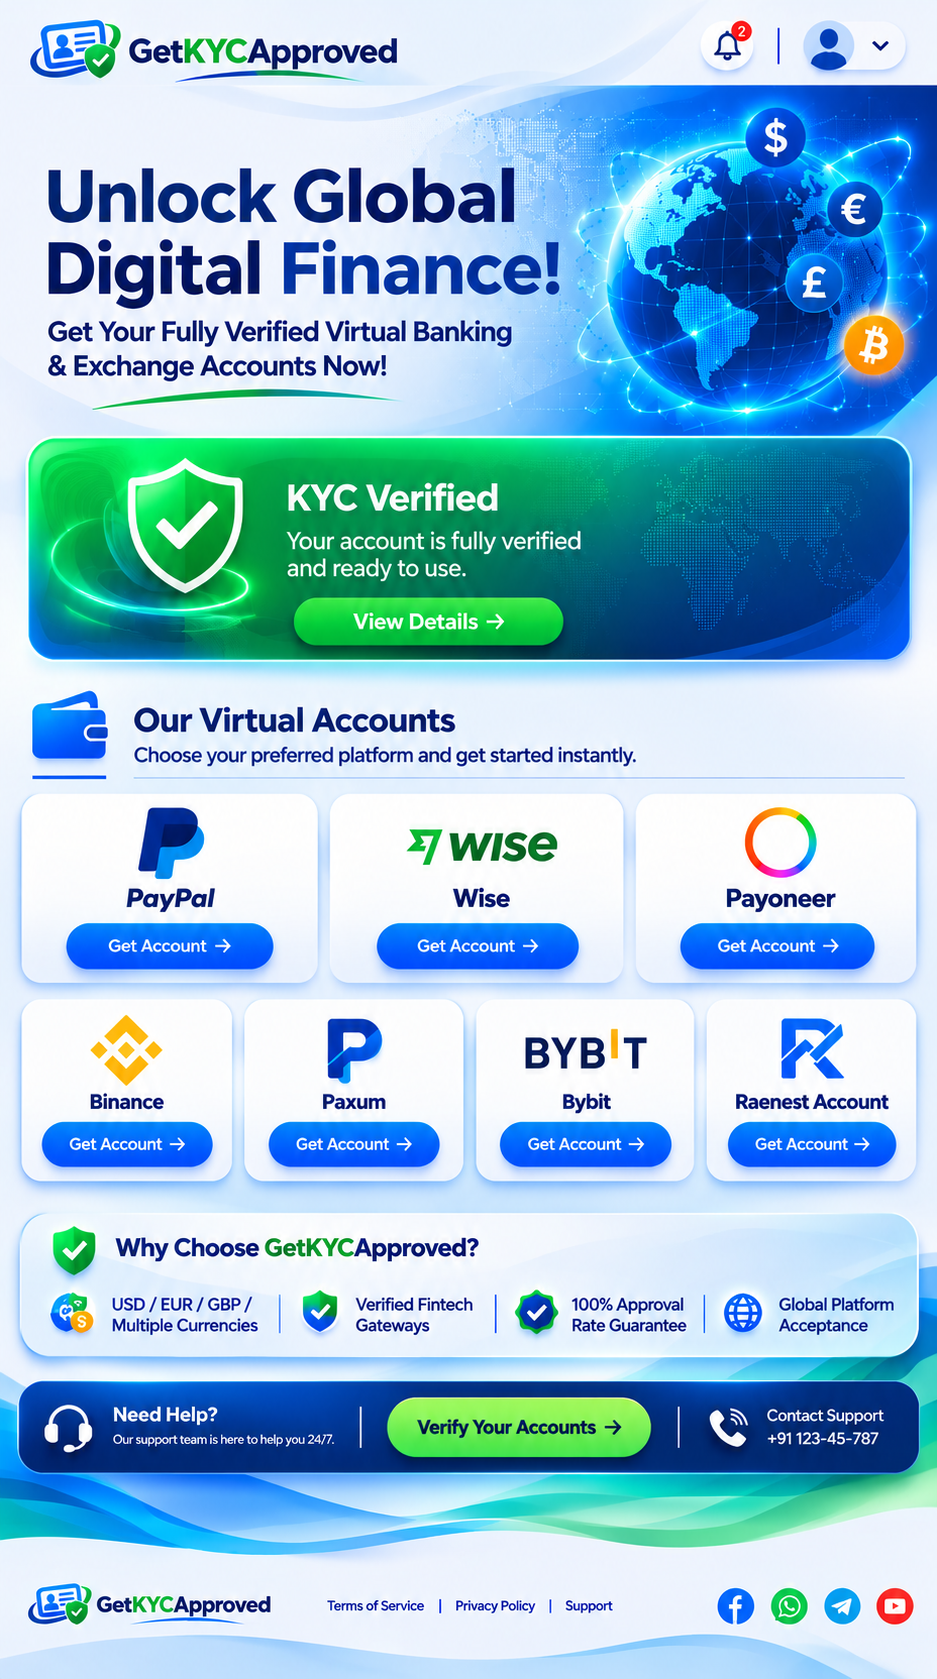 GetKYCApproved
2
Unlock Global
Digital Finance!
Get Your Fully Verified Virtual Banking
& Exchange Accounts Now!
$
€
£
₿
KYC Verified
Your account is fully verified
and ready to use.
View Details →
Our Virtual Accounts
Choose your preferred platform and get started instantly.
PayPal
Get Account →
wise
Wise
Get Account →
Payoneer
Get Account →
Binance
Get Account →
Paxum
Get Account →
BYBIT
Bybit
Get Account →
Raenest Account
Get Account →
Why Choose GetKYCApproved?
USD / EUR / GBP /
Multiple Currencies
Verified Fintech
Gateways
100% Approval
Rate Guarantee
Global Platform
Acceptance
Need Help?
Our support team is here to help you 24/7.
Verify Your Accounts →
Contact Support
+91 123-45-787
GetKYCApproved
Terms of Service | Privacy Policy | Support